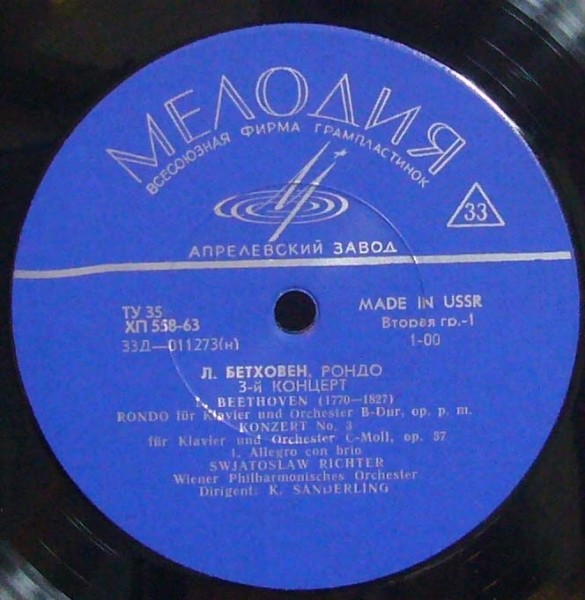 МЕЛОДИЯ
ВСЕСОЮЗНАЯ ФИРМА ГРАМПЛАСТИНОК
33
АПРЕЛЕВСКИЙ ЗАВОД
ТУ 35
ХП 558-63
33Д—011273(н)
MADE IN USSR
Вторая гр.-1
1-00
Л. БЕТХОВЕН, РОНДО
3-й КОНЦЕРТ
L. BEETHOVEN (1770—1827)
RONDO für Klavier und Orchester B-Dur, op. p. m.
KONZERT No. 3
für Klavier und Orchester C-Moll, op. 37
1. Allegro con brio
SWJATOSLAW RICHTER
Wiener Philharmonisches Orchester
Dirigent: K. SANDERLING